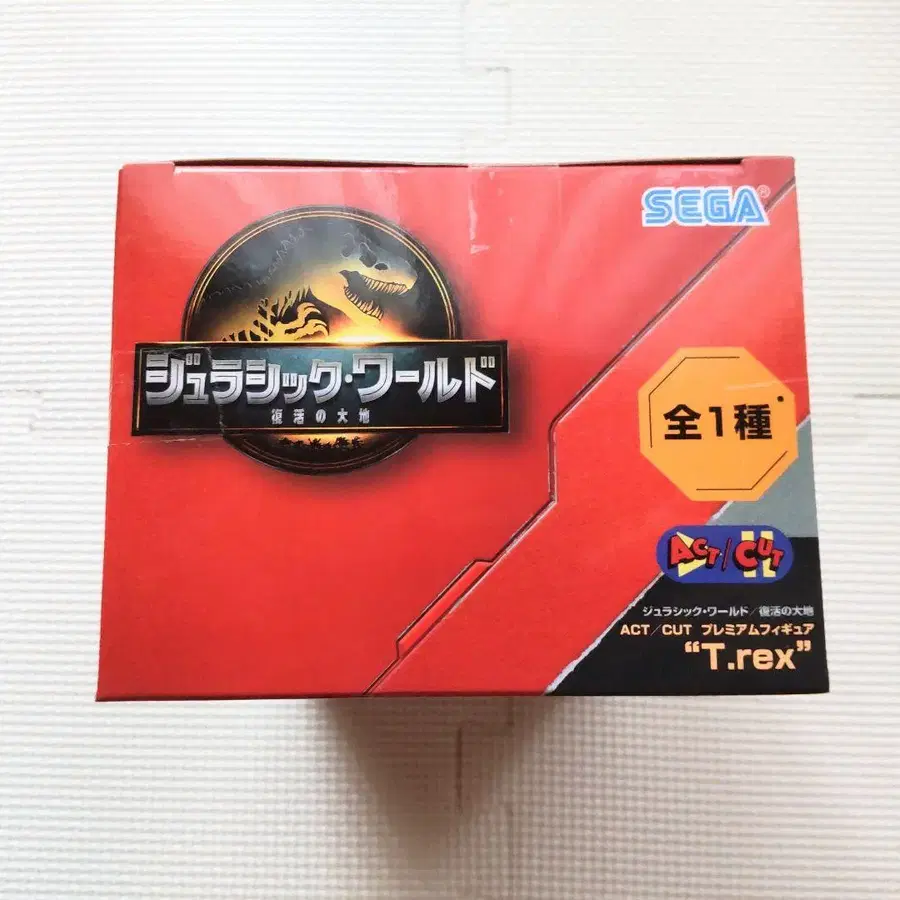 SEGA®
ジュラシック・ワールド
復活の大地
全1種
ACT/CUT
ジュラシック・ワールド/復活の大地
ACT/CUT プレミアムフィギュア
"T.rex"